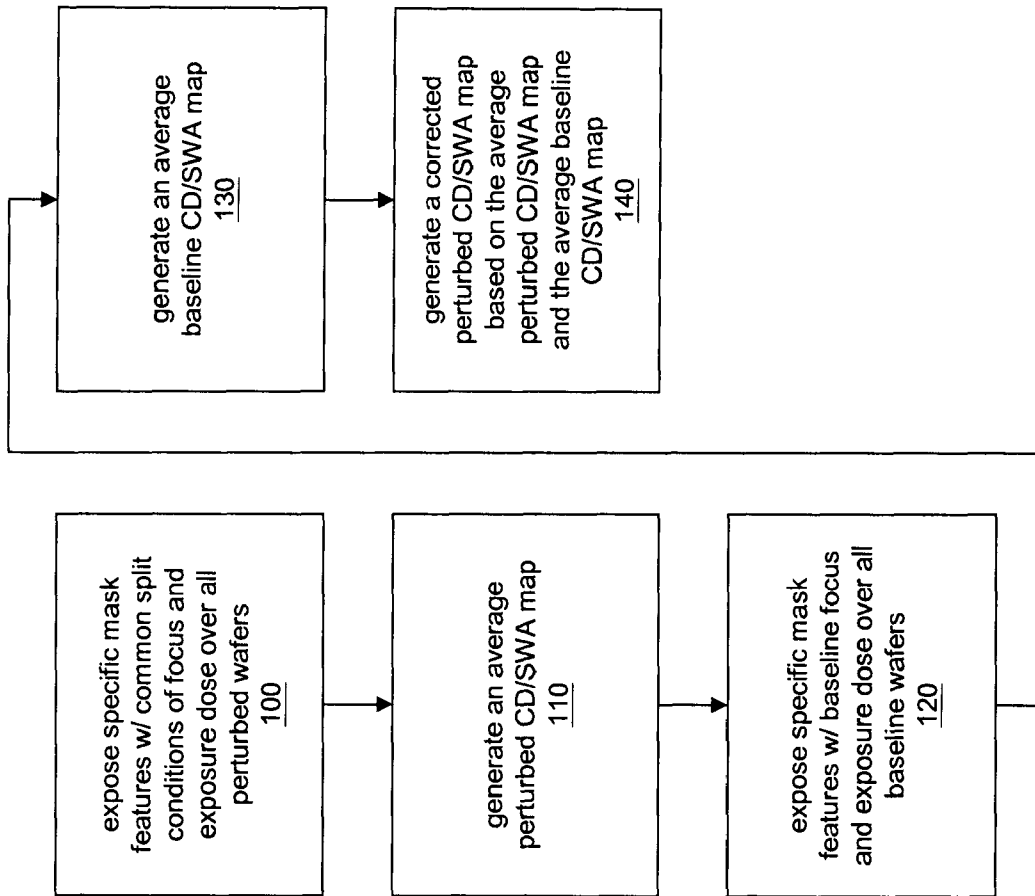 expose specific mask
features w/ common split
conditions of focus and
exposure dose over all
perturbed wafers
100
generate an average
perturbed CD/SWA map
110
expose specific mask
features w/ baseline focus
and exposure dose over all
baseline wafers
120
generate an average
baseline CD/SWA map
130
generate a corrected
perturbed CD/SWA map
based on the average
perturbed CD/SWA map
and the average baseline
CD/SWA map
140